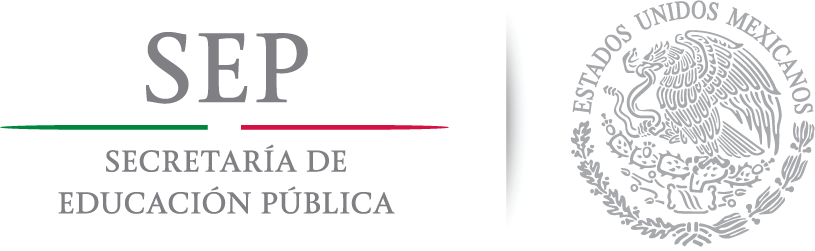 SEP
SECRETARÍA DE
EDUCACIÓN PÚBLICA
ESTADOS UNIDOS MEXICANOS